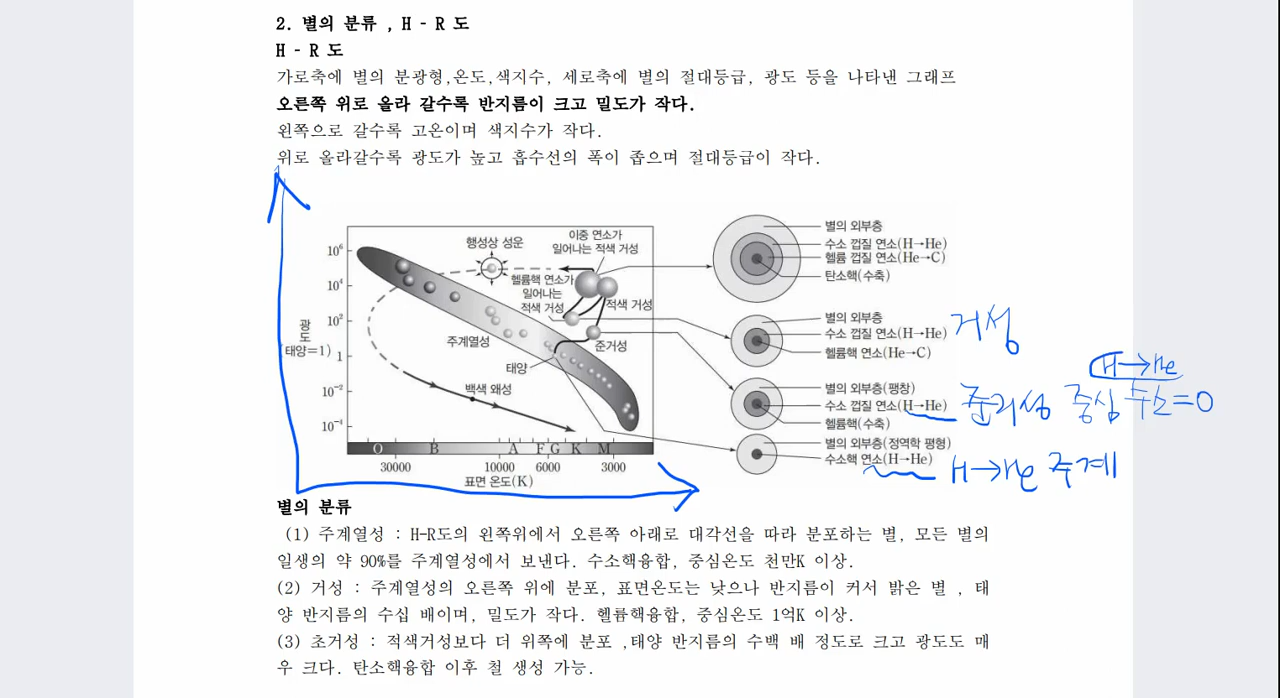 2. 별의 분류 , H - R 도
H - R 도
가로축에 별의 분광형,온도,색지수, 세로축에 별의 절대등급, 광도 등을 나타낸 그래프
오른쪽 위로 올라 갈수록 반지름이 크고 밀도가 작다.
왼쪽으로 갈수록 고온이며 색지수가 작다.
위로 올라갈수록 광도가 높고 흡수선의 폭이 좁으며 절대등급이 작다.
광도
(태양=1)
10⁶
10⁴
10²
1
10⁻²
10⁻⁴
행성상 성운
이중 연소가
일어나는 적색 거성
헬륨핵 연소가
일어나는
적색 거성
적색 거성
주계열성
준거성
태양
백색 왜성
O B A F G K M
30000 10000 6000 3000
표면 온도(K)
별의 외부층
수소 껍질 연소(H→He)
헬륨 껍질 연소(He→C)
탄소핵(수축)
별의 외부층
수소 껍질 연소(H→He)
헬륨핵 연소(He→C)
거성
별의 외부층(팽창)
수소 껍질 연소(H→He)
헬륨핵(수축)
H→He
준거성 중심 수소=0
별의 외부층(정역학 평형)
수소핵 연소(H→He)
H→He 주계
별의 분류
(1) 주계열성 : H-R도의 왼쪽위에서 오른쪽 아래로 대각선을 따라 분포하는 별, 모든 별의
일생의 약 90%를 주계열성에서 보낸다. 수소핵융합, 중심온도 천만K 이상.
(2) 거성 : 주계열성의 오른쪽 위에 분포, 표면온도는 낮으나 반지름이 커서 밝은 별 , 태
양 반지름의 수십 배이며, 밀도가 작다. 헬륨핵융합, 중심온도 1억K 이상.
(3) 초거성 : 적색거성보다 더 위쪽에 분포 ,태양 반지름의 수백 배 정도로 크고 광도도 매
우 크다. 탄소핵융합 이후 철 생성 가능.